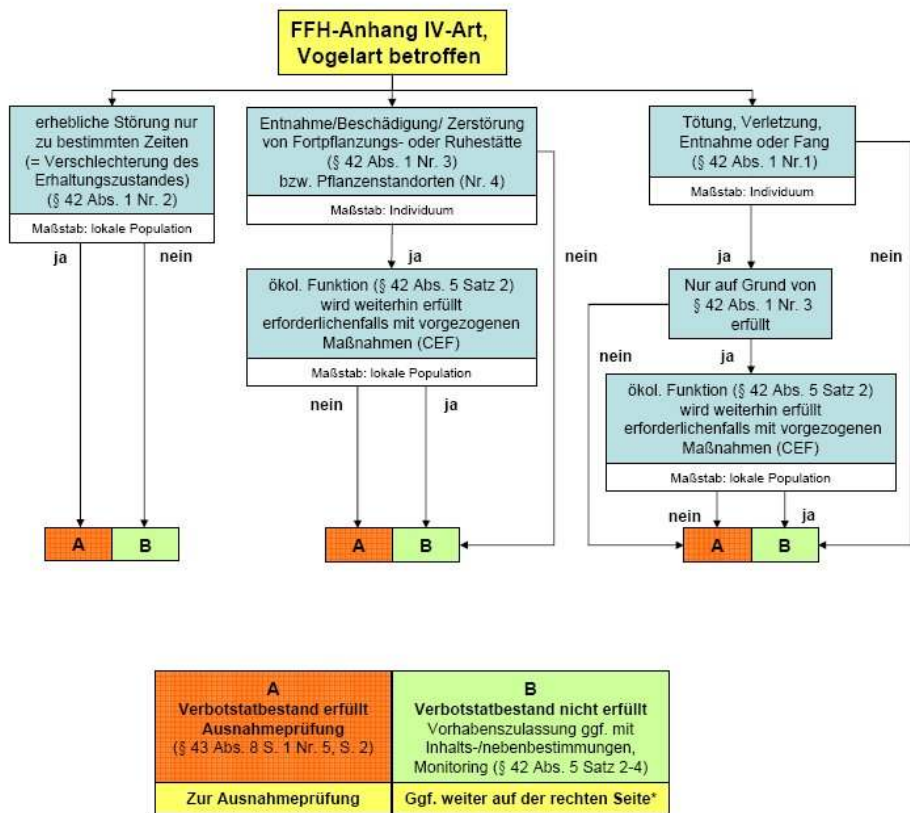 FFH-Anhang IV-Art,
Vogelart betroffen
erhebliche Störung nur
zu bestimmten Zeiten
(= Verschlechterung des
Erhaltungszustandes)
(§ 42 Abs. 1 Nr. 2)
Maßstab: lokale Population
ja
nein
A
B
Entnahme/Beschädigung/ Zerstörung
von Fortpflanzungs- oder Ruhestätte
(§ 42 Abs. 1 Nr. 3)
bzw. Pflanzenstandorten (Nr. 4)
Maßstab: Individuum
ja
nein
ökol. Funktion (§ 42 Abs. 5 Satz 2)
wird weiterhin erfüllt
erforderlichenfalls mit vorgezogenen
Maßnahmen (CEF)
Maßstab: lokale Population
nein
ja
A
B
Tötung, Verletzung,
Entnahme oder Fang
(§ 42 Abs. 1 Nr.1)
Maßstab: Individuum
ja
nein
Nur auf Grund von
§ 42 Abs. 1 Nr. 3
erfüllt
nein
ja
ökol. Funktion (§ 42 Abs. 5 Satz 2)
wird weiterhin erfüllt
erforderlichenfalls mit vorgezogenen
Maßnahmen (CEF)
Maßstab: lokale Population
nein
ja
A
B
A
Verbotstatbestand erfüllt
Ausnahmeprüfung
(§ 43 Abs. 8 S. 1 Nr. 5, S. 2)
Zur Ausnahmeprüfung
B
Verbotstatbestand nicht erfüllt
Vorhabenszulassung ggf. mit
Inhalts-/nebenbestimmungen,
Monitoring (§ 42 Abs. 5 Satz 2-4)
Ggf. weiter auf der rechten Seite*